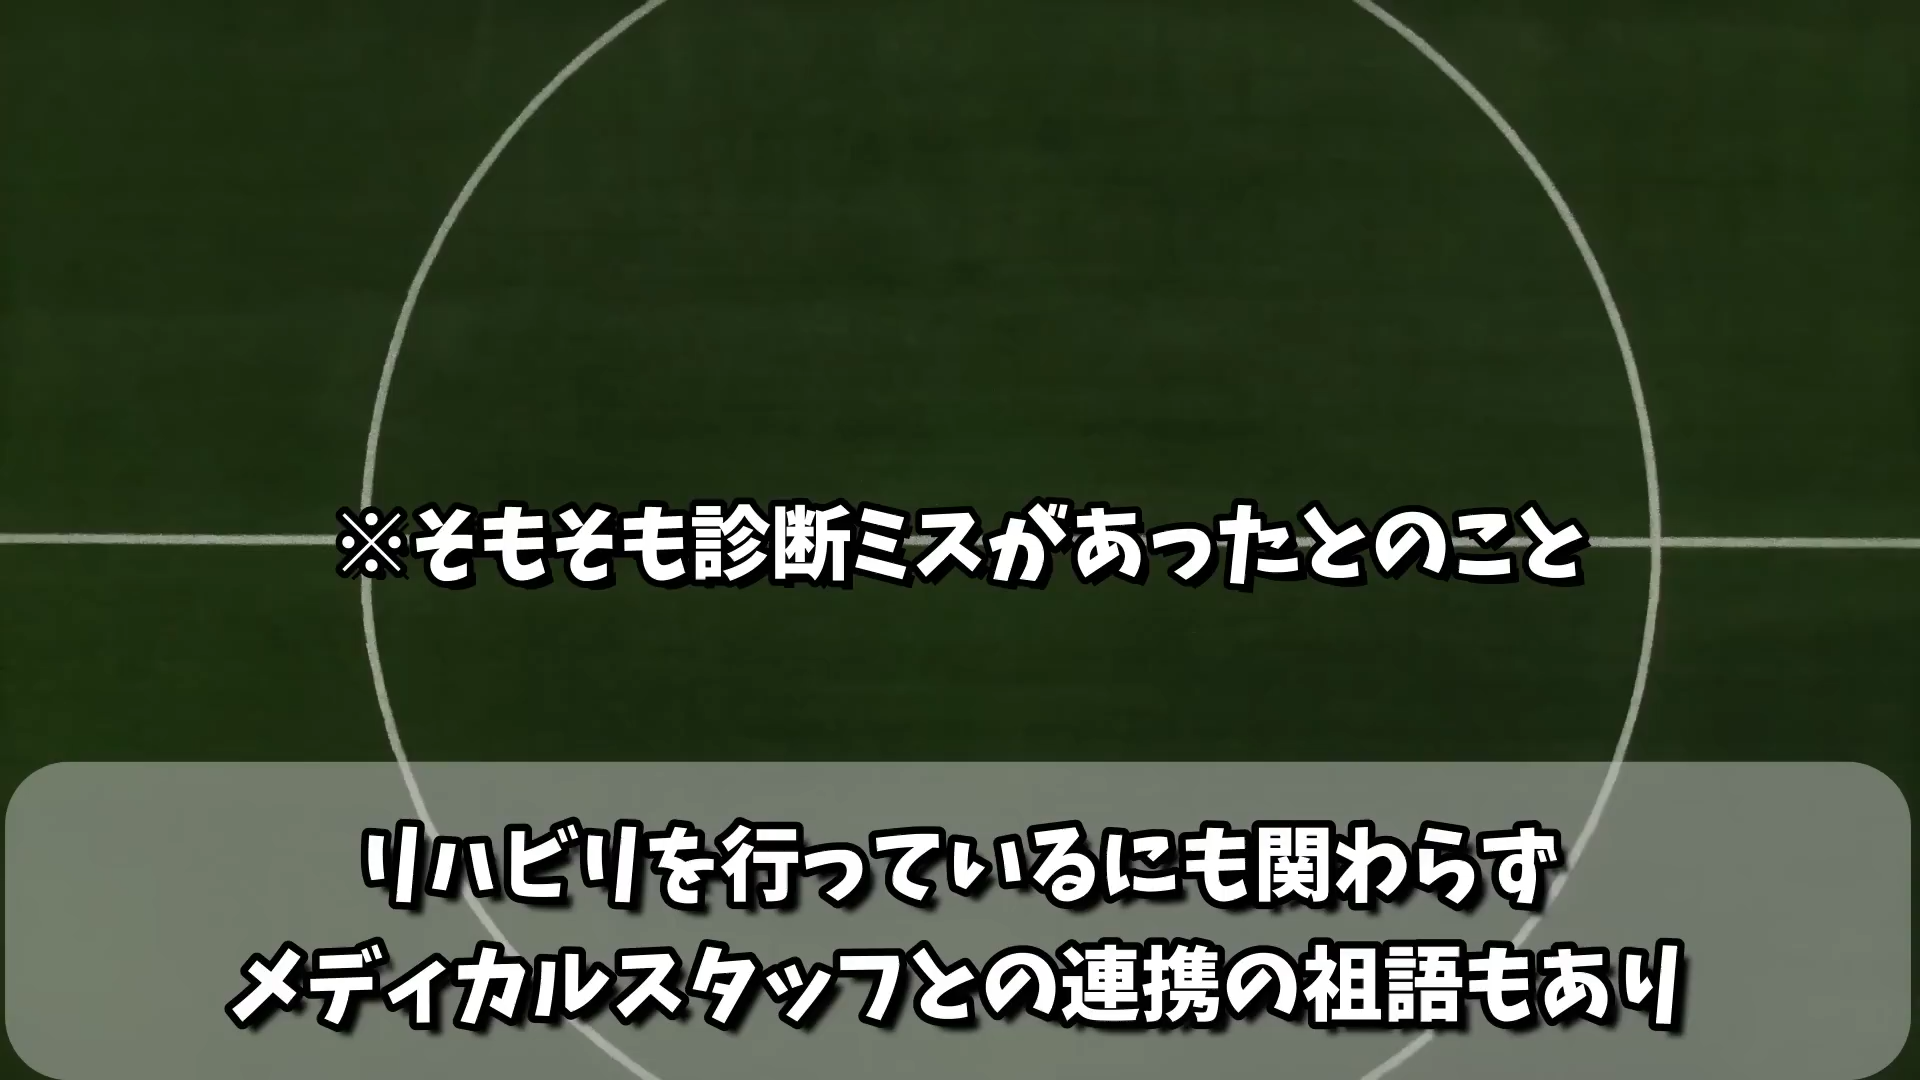 ※そもそも診断ミスがあったとのこと
リハビリを行っているにも関わらず
メディカルスタッフとの連携の祖語もあり